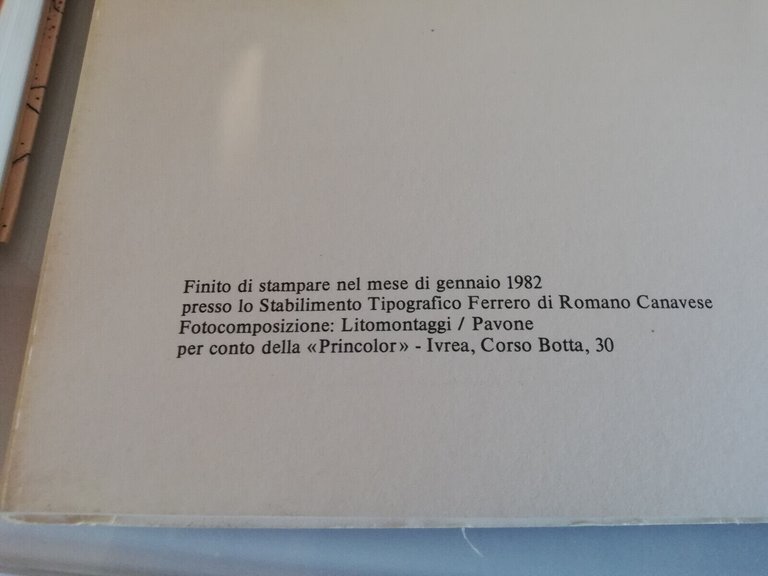 Finito di stampare nel mese di gennaio 1982
presso lo Stabilimento Tipografico Ferrero di Romano Canavese
Fotocomposizione: Litomontaggi / Pavone
per conto della «Princolor» - Ivrea, Corso Botta, 30